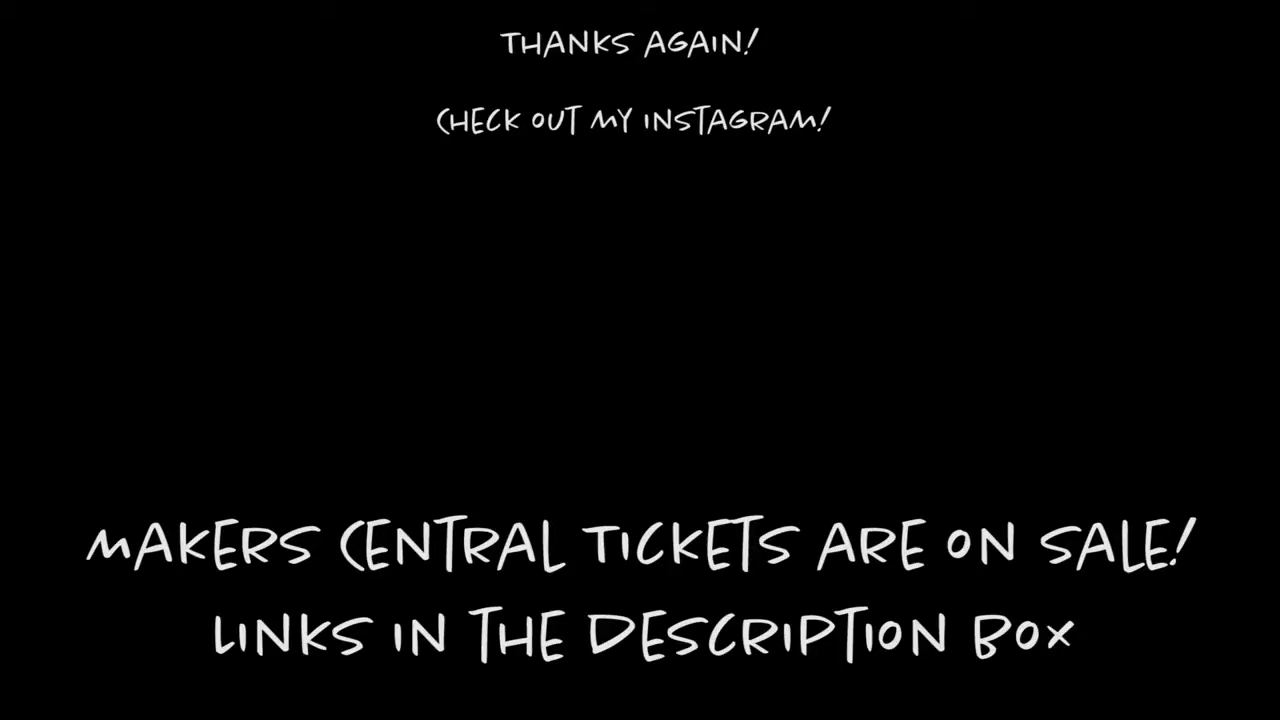 THANKS AGAIN!
CHECK OUT MY INSTAGRAM!
MAKERS CENTRAL TICKETS ARE ON SALE!
LINKS IN THE DESCRIPTION BOX